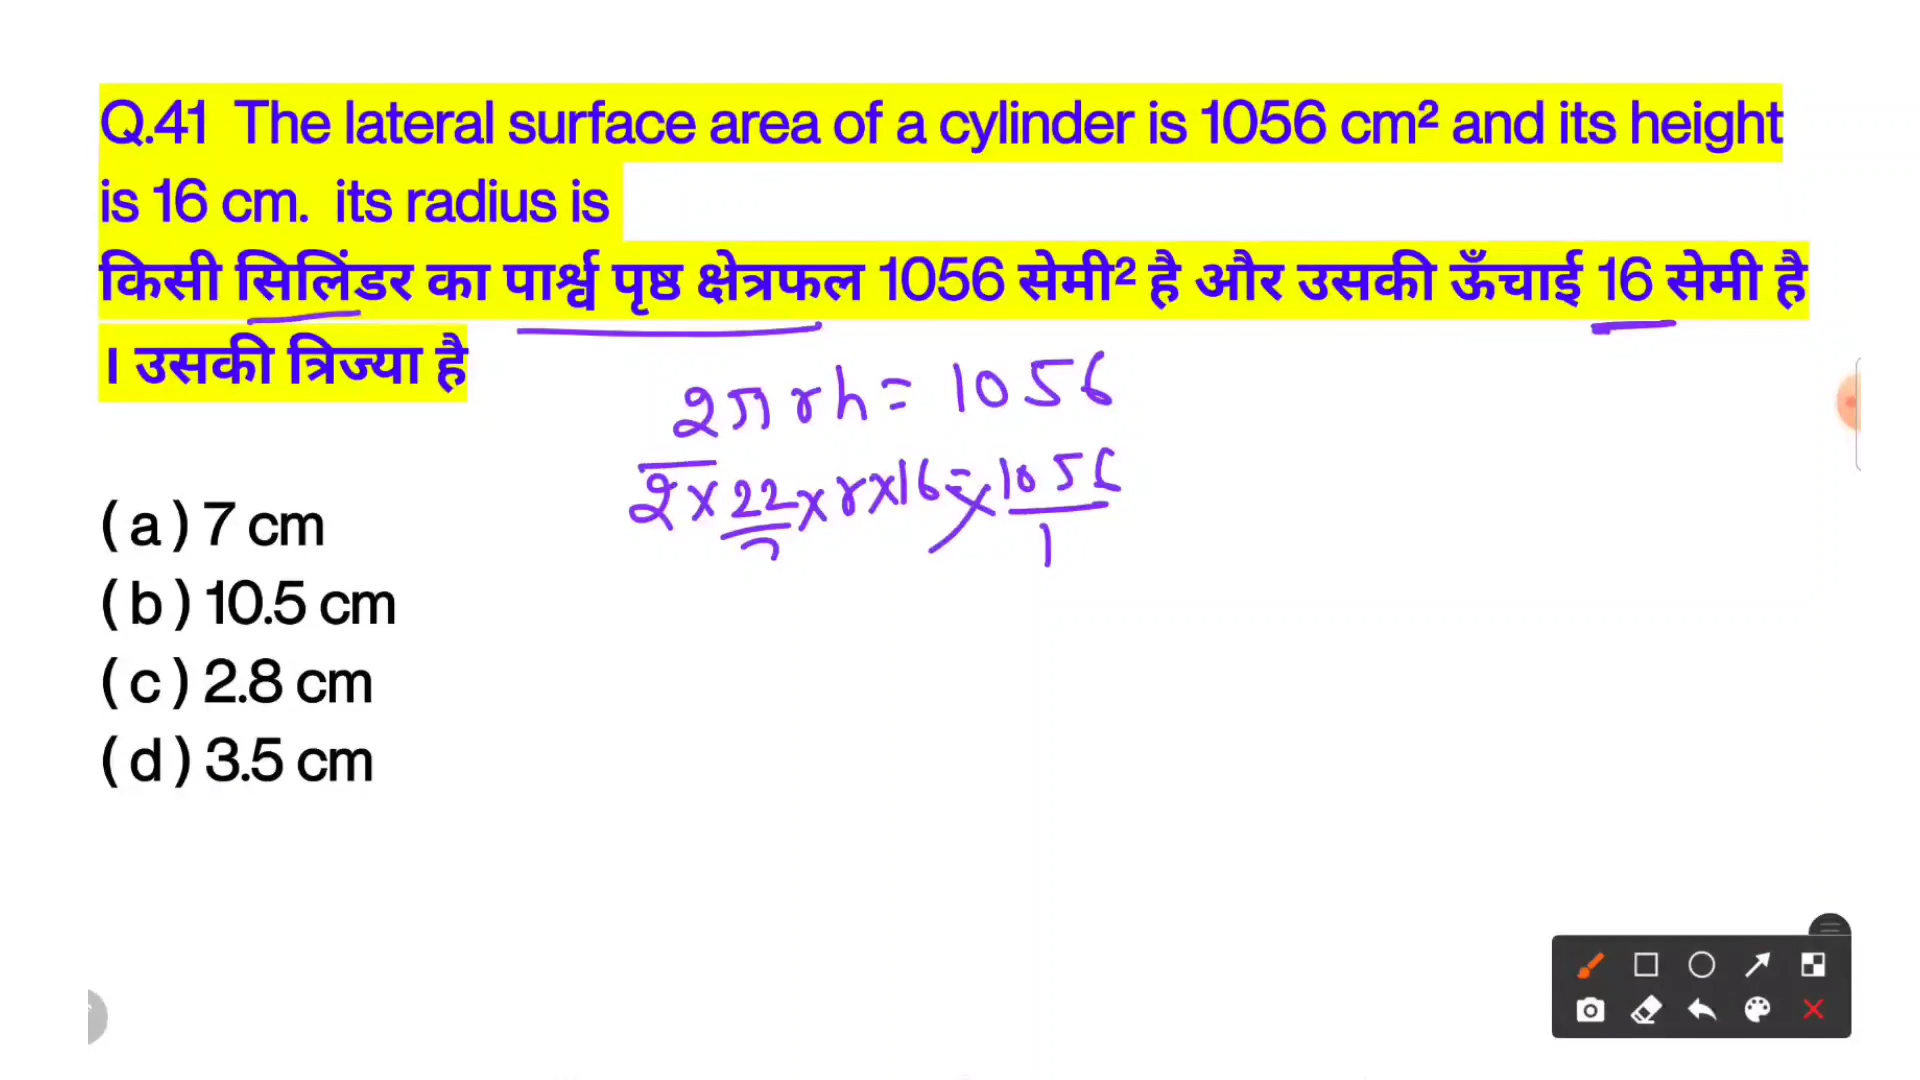 Q.41 The lateral surface area of a cylinder is 1056 cm² and its height
is 16 cm. its radius is
किसी सिलिंडर का पार्श्व पृष्ठ क्षेत्रफल 1056 सेमी² है और उसकी ऊँचाई 16 सेमी है
। उसकी त्रिज्या है
2πrh = 1056
2 × 22/7 × r × 16 = 1056/1
( a ) 7 cm
( b ) 10.5 cm
( c ) 2.8 cm
( d ) 3.5 cm